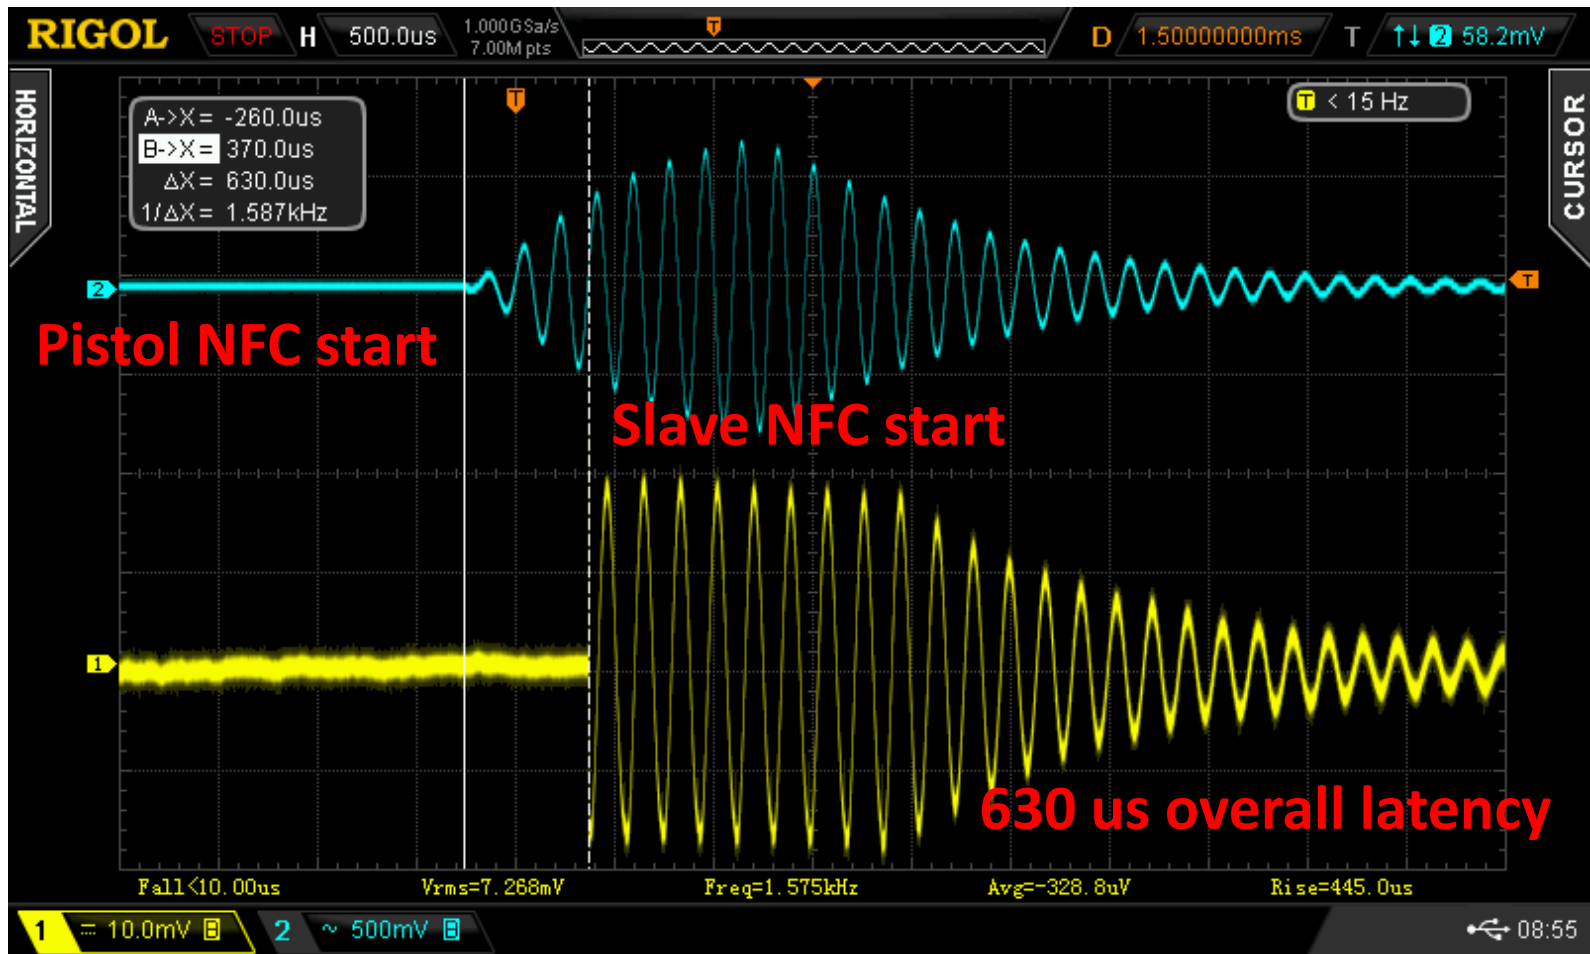 RIGOL STOP H 500.0us 1.000GSa/s D 1.50000000ms T 2 58.2mV
7.00M pts
T
HORIZONTAL
CURSOR
A->X= -260.0us
B->X= 370.0us
ΔX= 630.0us
1/ΔX= 1.587kHz
T
T < 15 Hz
2
T
Pistol NFC start
Slave NFC start
1
630 us overall latency
Fall<10.00us Vrms=7.268mV Freq=1.575kHz Avg=-328.8uV Rise=445.0us
1 = 10.0mV B 2 ~ 500mV B 08:55